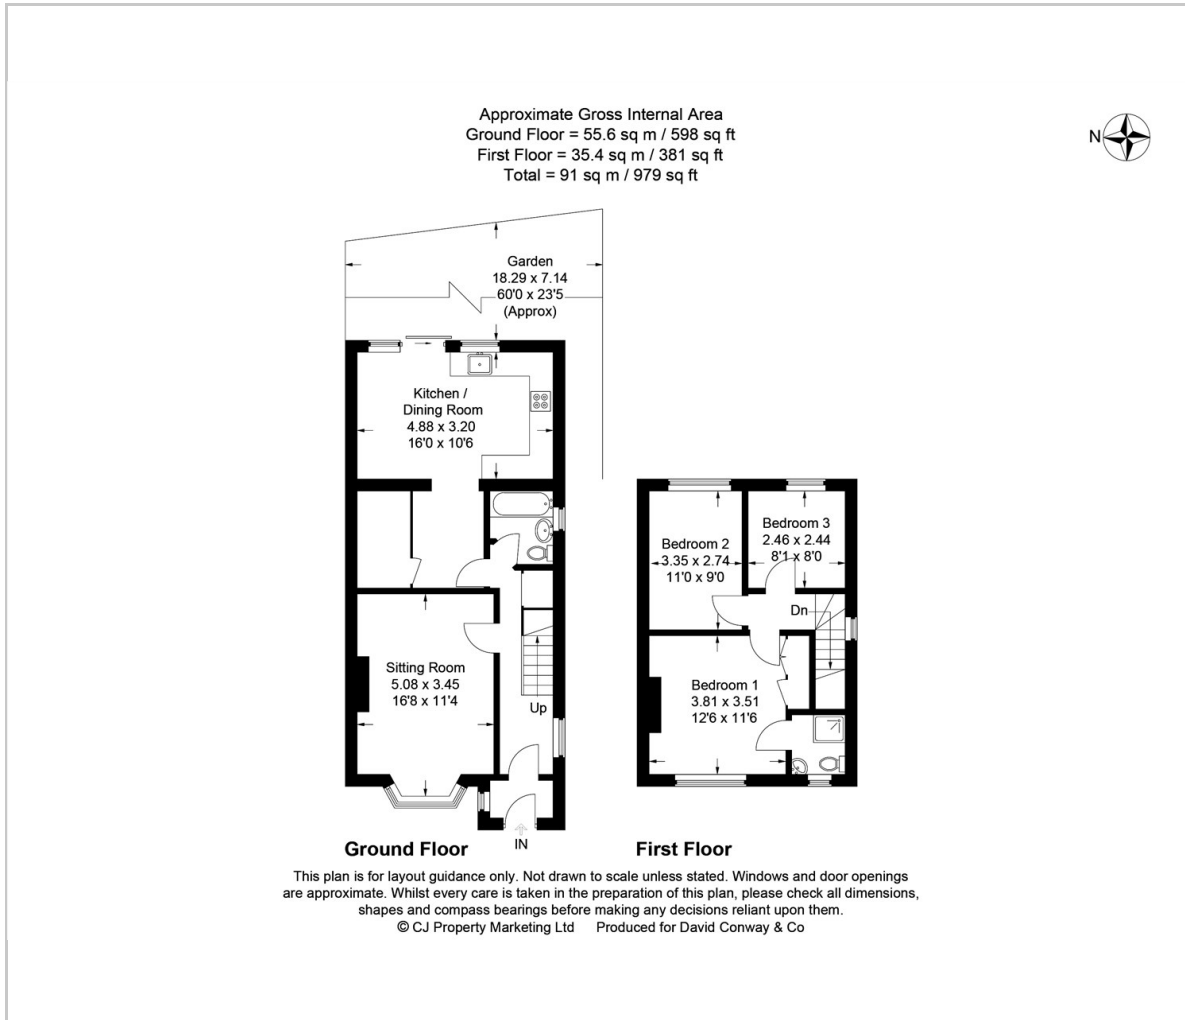 Approximate Gross Internal Area
Ground Floor = 55.6 sq m / 598 sq ft
First Floor = 35.4 sq m / 381 sq ft
Total = 91 sq m / 979 sq ft
N
Garden
18.29 x 7.14
60'0 x 23'5
(Approx)
Kitchen /
Dining Room
4.88 x 3.20
16'0 x 10'6
Sitting Room
5.08 x 3.45
16'8 x 11'4
Up
IN
Bedroom 2
3.35 x 2.74
11'0 x 9'0
Bedroom 3
2.46 x 2.44
8'1 x 8'0
Dn
Bedroom 1
3.81 x 3.51
12'6 x 11'6
Ground Floor
First Floor
This plan is for layout guidance only. Not drawn to scale unless stated. Windows and door openings
are approximate. Whilst every care is taken in the preparation of this plan, please check all dimensions,
shapes and compass bearings before making any decisions reliant upon them.
© CJ Property Marketing Ltd Produced for David Conway & Co